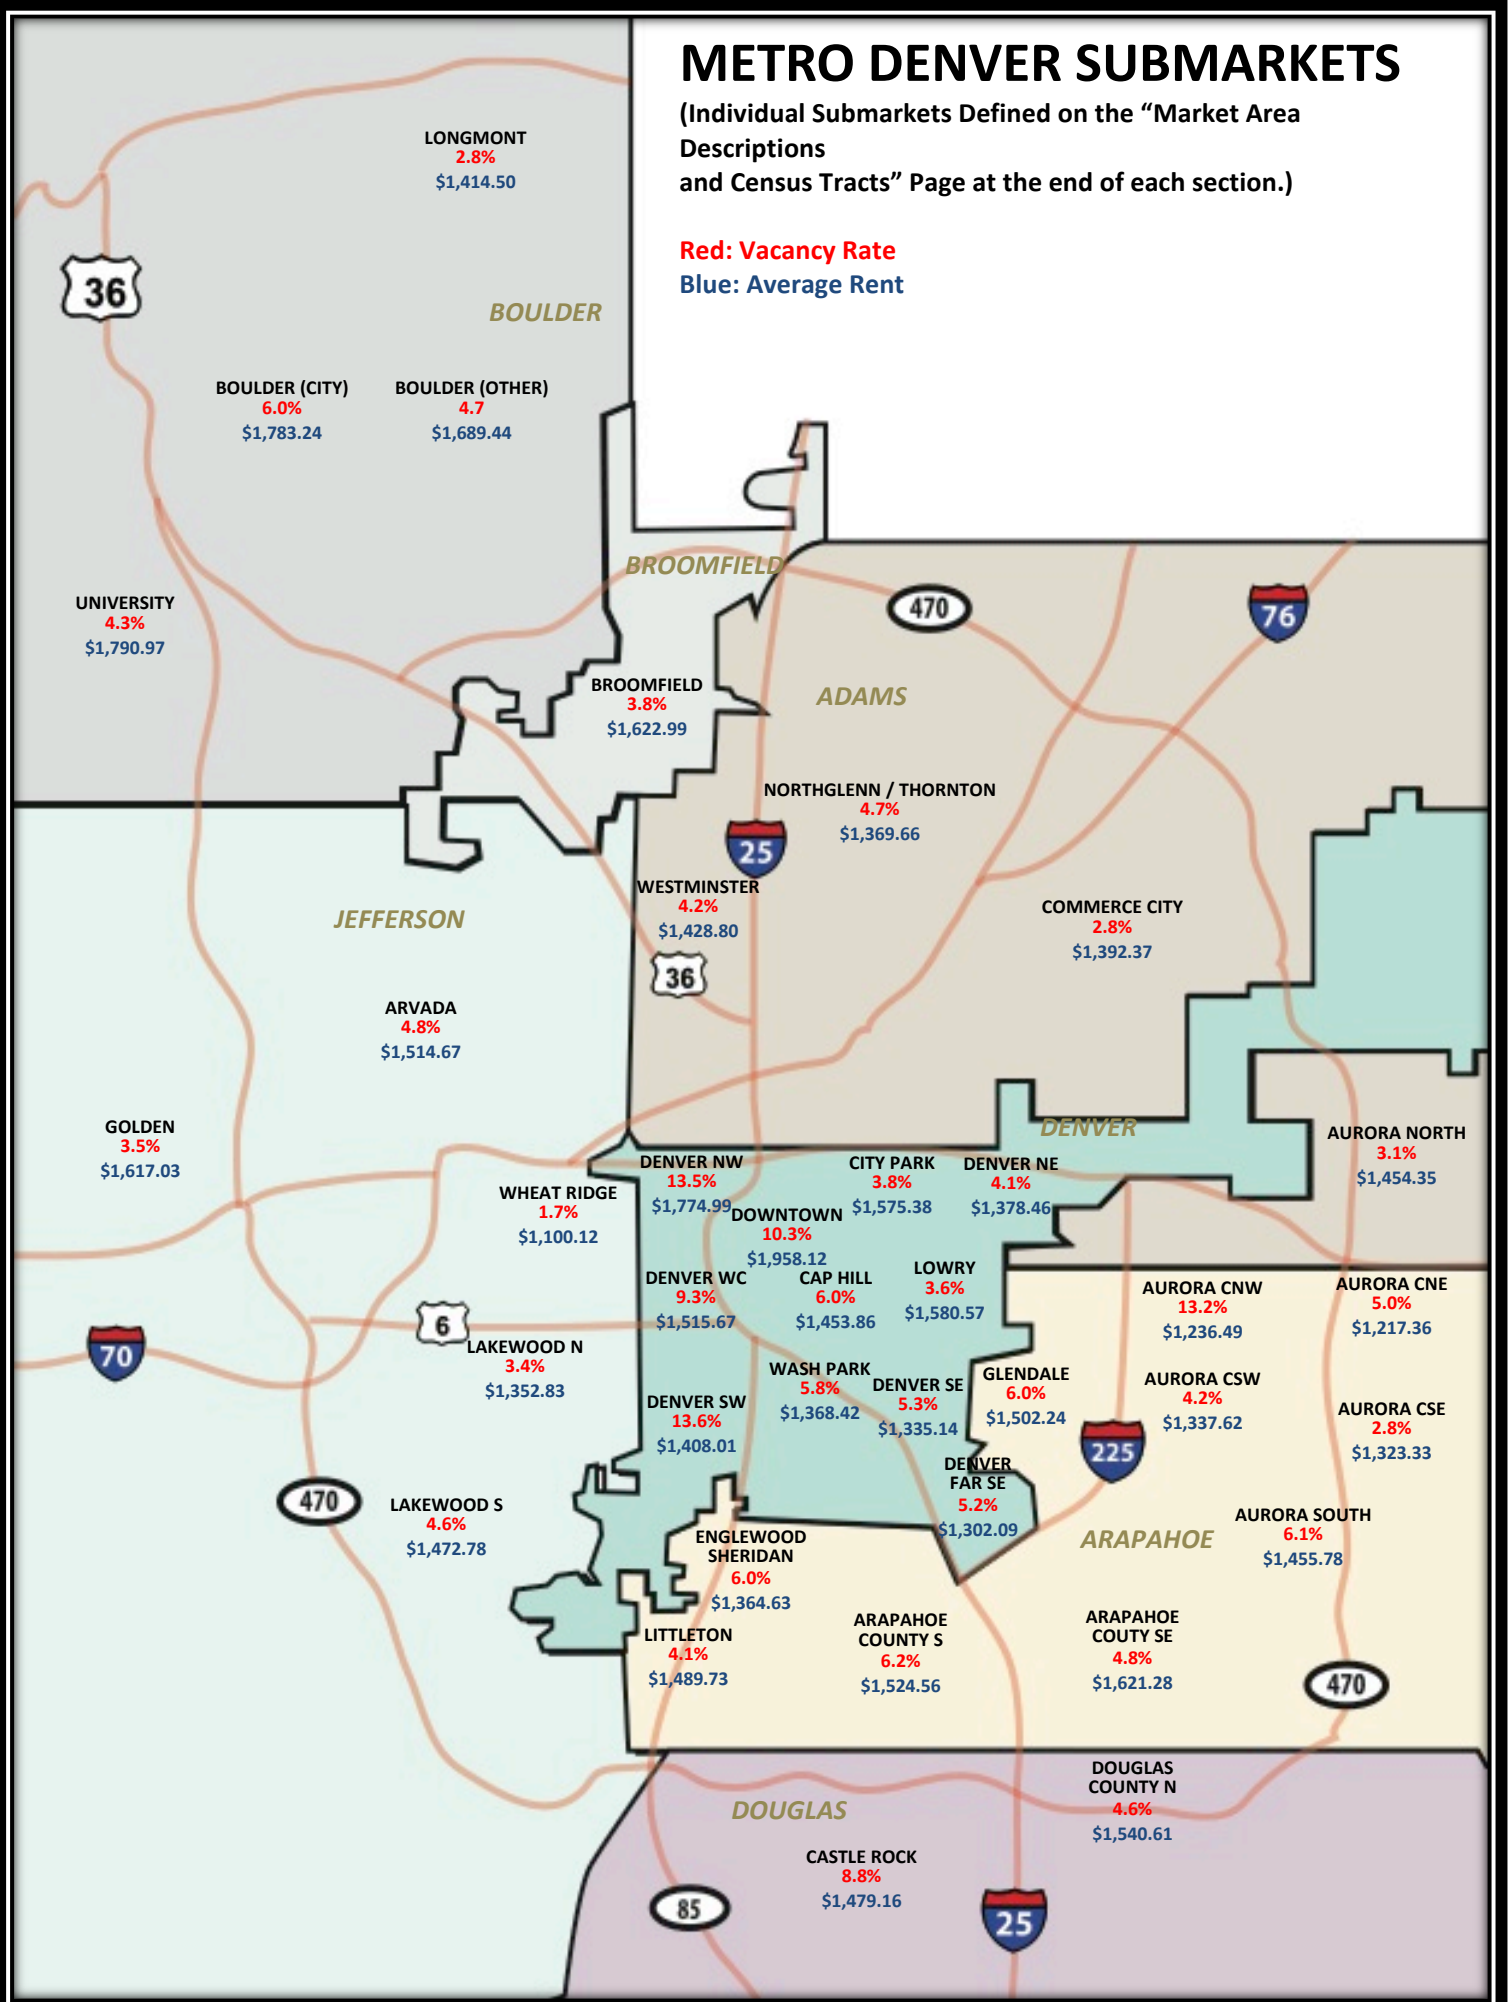 METRO DENVER SUBMARKETS
(Individual Submarkets Defined on the “Market Area
Descriptions
and Census Tracts” Page at the end of each section.)
Red: Vacancy Rate
Blue: Average Rent
LONGMONT
2.8%
$1,414.50
36
BOULDER
BOULDER (CITY)
6.0%
$1,783.24
BOULDER (OTHER)
4.7
$1,689.44
BROOMFIELD
UNIVERSITY
4.3%
$1,790.97
470
76
BROOMFIELD
3.8%
$1,622.99
ADAMS
NORTHGLENN / THORNTON
4.7%
$1,369.66
25
WESTMINSTER
4.2%
$1,428.80
36
COMMERCE CITY
2.8%
$1,392.37
JEFFERSON
ARVADA
4.8%
$1,514.67
GOLDEN
3.5%
$1,617.03
DENVER
AURORA NORTH
3.1%
$1,454.35
WHEAT RIDGE
1.7%
$1,100.12
DENVER NW
13.5%
$1,774.99
CITY PARK
3.8%
$1,575.38
DENVER NE
4.1%
$1,378.46
DOWNTOWN
10.3%
$1,958.12
DENVER WC
9.3%
$1,515.67
CAP HILL
6.0%
$1,453.86
LOWRY
3.6%
$1,580.57
AURORA CNW
13.2%
$1,236.49
AURORA CNE
5.0%
$1,217.36
70
6
LAKEWOOD N
3.4%
$1,352.83
DENVER SW
13.6%
$1,408.01
WASH PARK
5.8%
$1,368.42
DENVER SE
5.3%
$1,335.14
GLENDALE
6.0%
$1,502.24
AURORA CSW
4.2%
$1,337.62
AURORA CSE
2.8%
$1,323.33
225
DENVER
FAR SE
5.2%
$1,302.09
470
LAKEWOOD S
4.6%
$1,472.78
ENGLEWOOD
SHERIDAN
6.0%
$1,364.63
ARAPAHOE
AURORA SOUTH
6.1%
$1,455.78
LITTLETON
4.1%
$1,489.73
ARAPAHOE
COUNTY S
6.2%
$1,524.56
ARAPAHOE
COUTY SE
4.8%
$1,621.28
470
DOUGLAS
COUNTY N
4.6%
$1,540.61
DOUGLAS
CASTLE ROCK
8.8%
$1,479.16
85
25